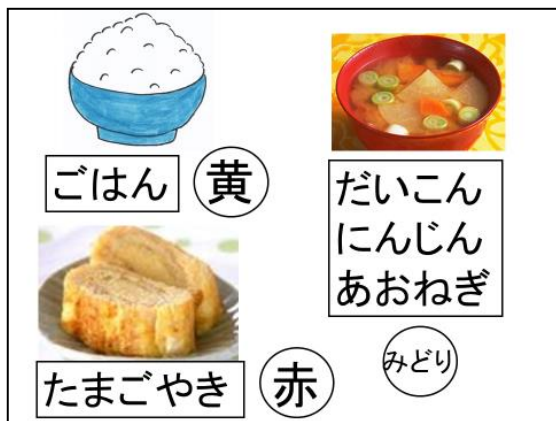 ごはん
黄
だいこん
にんじん
あおねぎ
みどり
たまごやき
赤